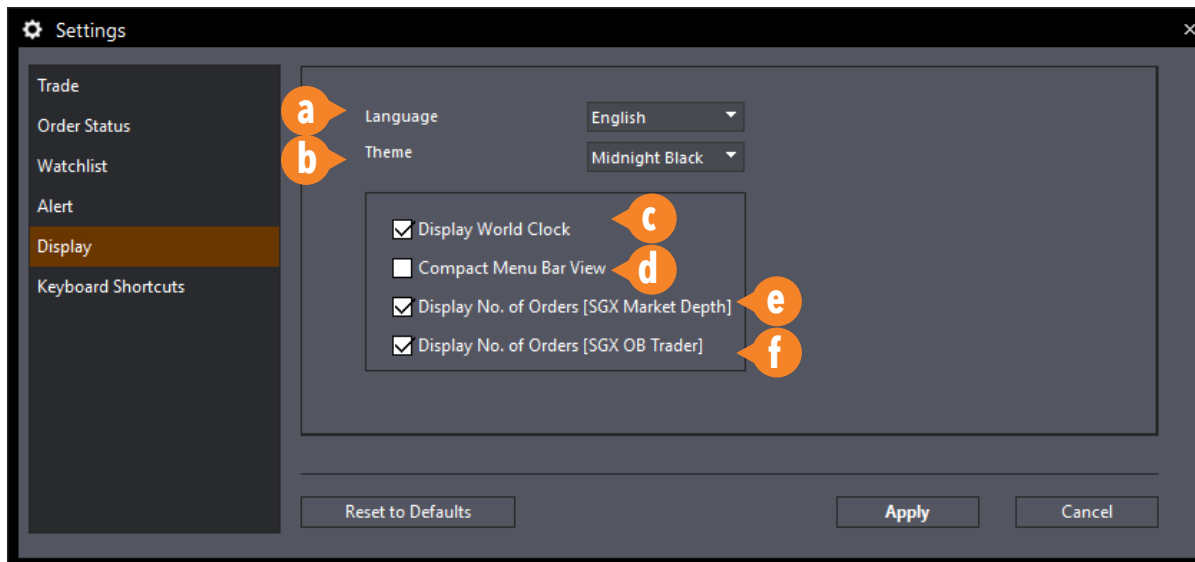 Settings
Trade
Order Status
Watchlist
Alert
Display
Keyboard Shortcuts
a Language English
b Theme Midnight Black
Display World Clock c
Compact Menu Bar View d
Display No. of Orders [SGX Market Depth] e
Display No. of Orders [SGX OB Trader] f
Reset to Defaults Apply Cancel